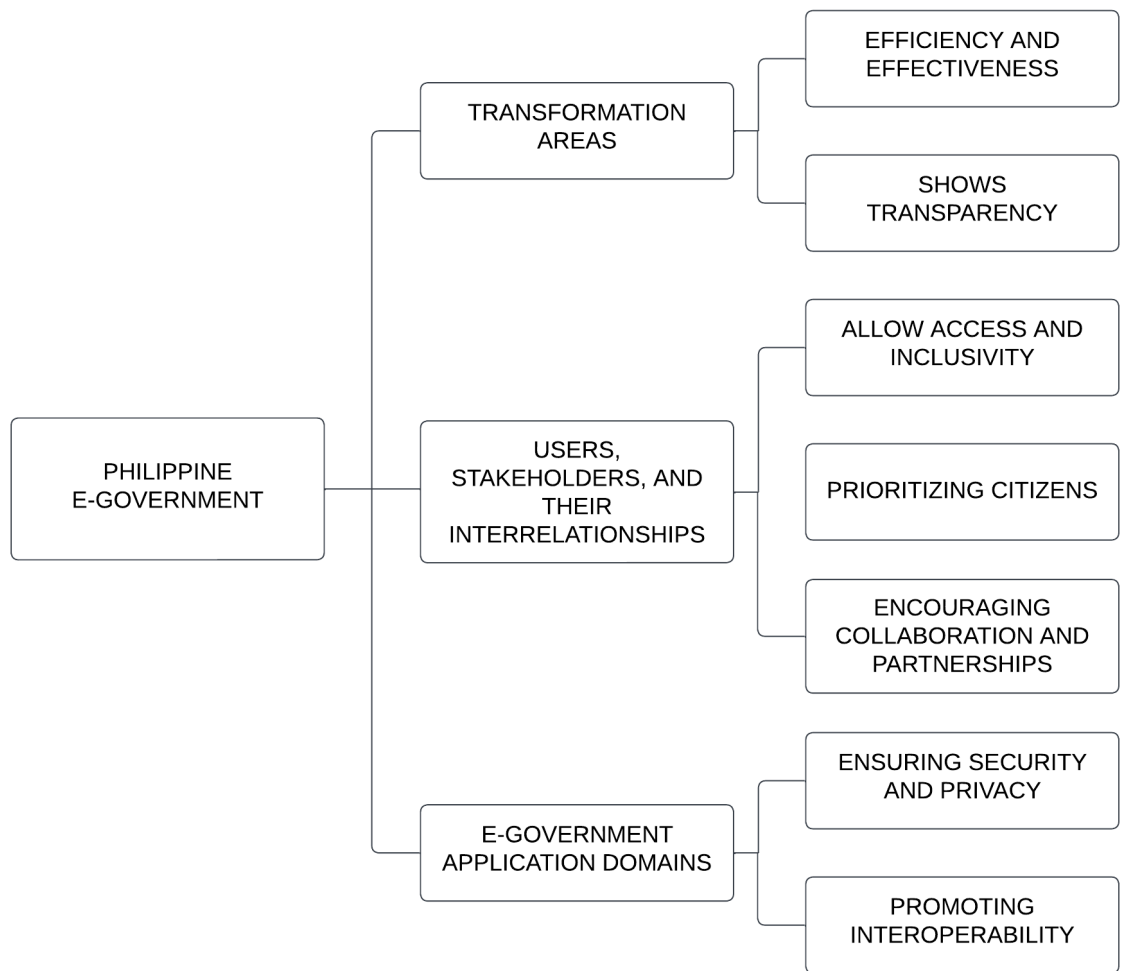 EFFICIENCY AND
EFFECTIVENESS
TRANSFORMATION
AREAS
SHOWS
TRANSPARENCY
ALLOW ACCESS AND
INCLUSIVITY
PHILIPPINE
E-GOVERNMENT
USERS,
STAKEHOLDERS, AND
THEIR
INTERRELATIONSHIPS
PRIORITIZING CITIZENS
ENCOURAGING
COLLABORATION AND
PARTNERSHIPS
ENSURING SECURITY
AND PRIVACY
E-GOVERNMENT
APPLICATION DOMAINS
PROMOTING
INTEROPERABILITY